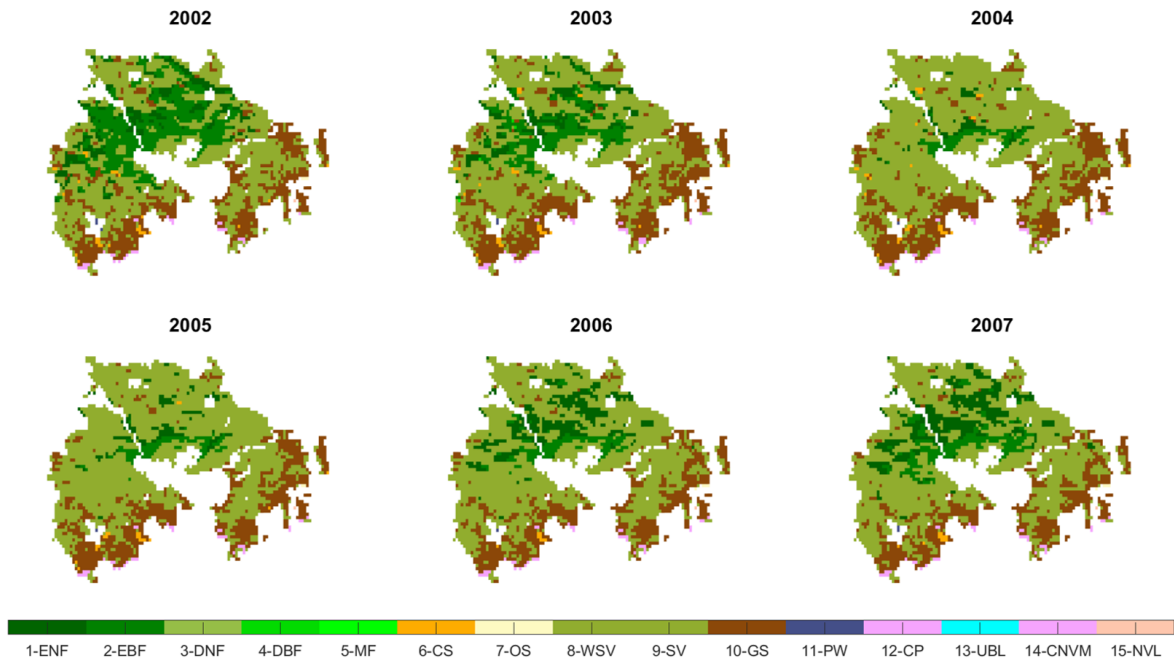 2002 2003 2004
2005 2006 2007
1-ENF 2-EBF 3-DNF 4-DBF 5-MF 6-CS 7-OS 8-WSV 9-SV 10-GS 11-PW 12-CP 13-UBL 14-CNVM 15-NVL